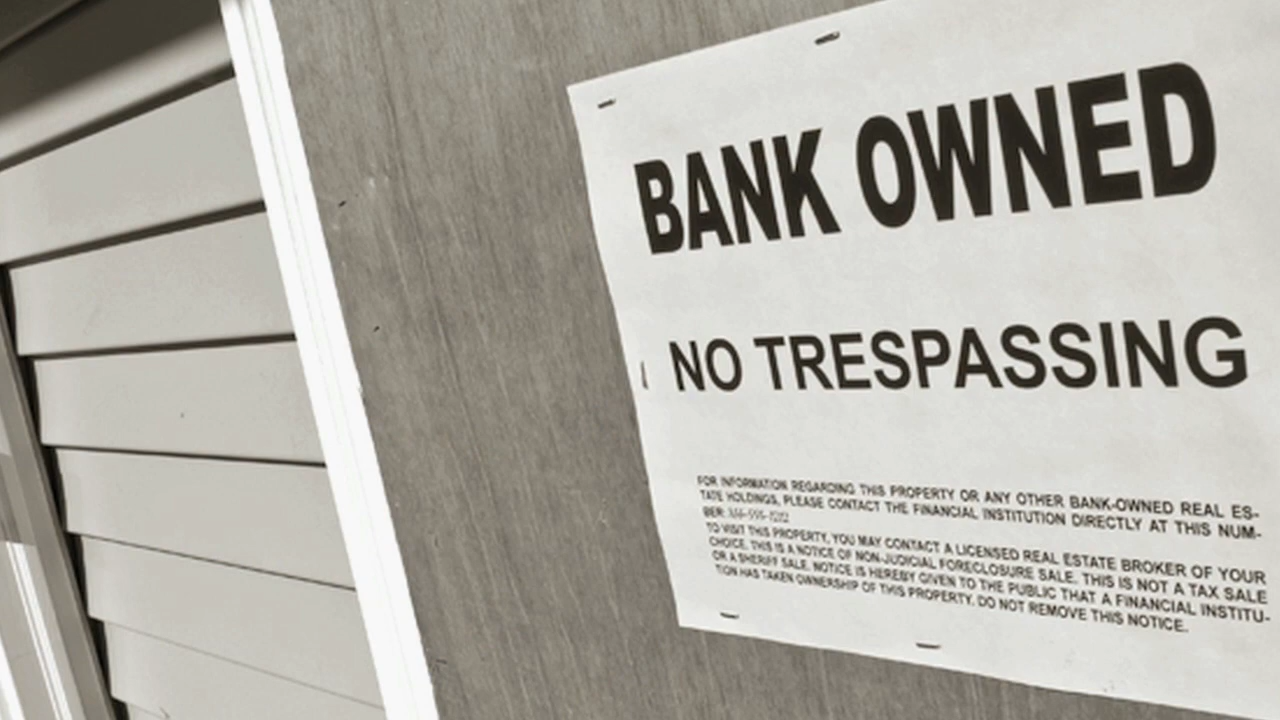 BANK OWNED
NO TRESPASSING
FOR INFORMATION REGARDING THIS PROPERTY OR ANY OTHER BANK-OWNED REAL ES-
TATE HOLDINGS, PLEASE CONTACT THE FINANCIAL INSTITUTION DIRECTLY AT THIS NUM-
BER:
TO VISIT THIS PROPERTY, YOU MAY CONTACT A LICENSED REAL ESTATE BROKER OF YOUR
CHOICE. THIS IS A NOTICE OF NON-JUDICIAL FORECLOSURE SALE. THIS IS NOT A TAX SALE
OR A SHERIFF SALE. NOTICE IS HEREBY GIVEN TO THE PUBLIC THAT A FINANCIAL INSTITU-
TION HAS TAKEN OWNERSHIP OF THIS PROPERTY. DO NOT REMOVE THIS NOTICE.